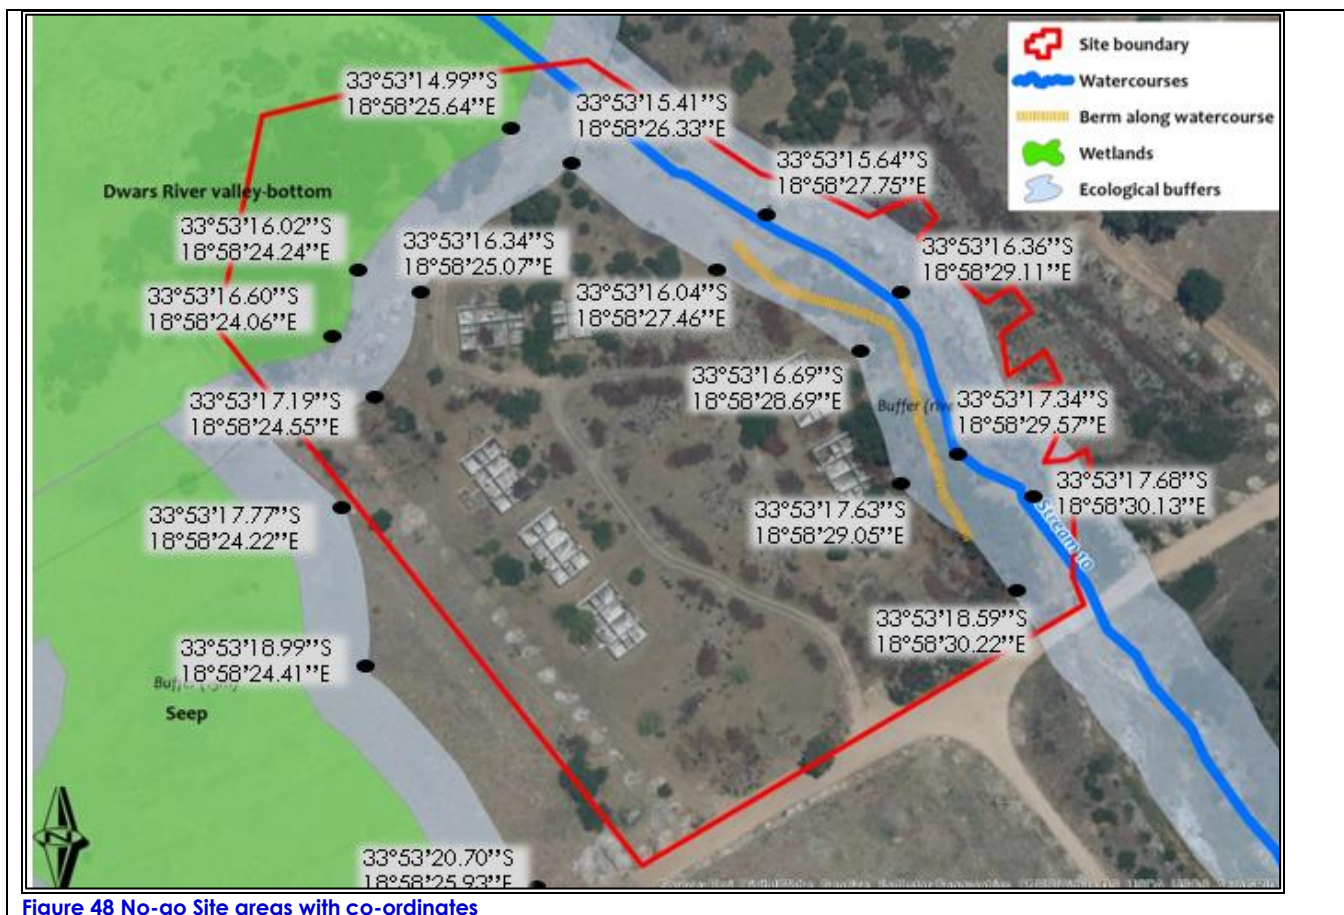 Site boundary
Watercourses
Berm along watercourse
Wetlands
Ecological buffers
33°53'14.99''S
18°58'25.64''E
33°53'15.41''S
18°58'26.33''E
33°53'15.64''S
18°58'27.75''E
Dwars River valley-bottom
33°53'16.02''S
18°58'24.24''E
33°53'16.34''S
18°58'25.07''E
33°53'16.36''S
18°58'29.11''E
33°53'16.60''S
18°58'24.06''E
33°53'16.04''S
18°58'27.46''E
33°53'16.69''S
18°58'28.69''E
33°53'17.19''S
18°58'24.55''E
Buffer
33°53'17.34''S
18°58'29.57''E
33°53'17.68''S
18°58'30.13''E
33°53'17.77''S
18°58'24.22''E
33°53'17.63''S
18°58'29.05''E
Stream 10
33°53'18.59''S
18°58'30.22''E
33°53'18.99''S
18°58'24.41''E
Seep
N
33°53'20.70''S
18°58'25.93''E
Figure 48 No-go Site areas with co-ordinates